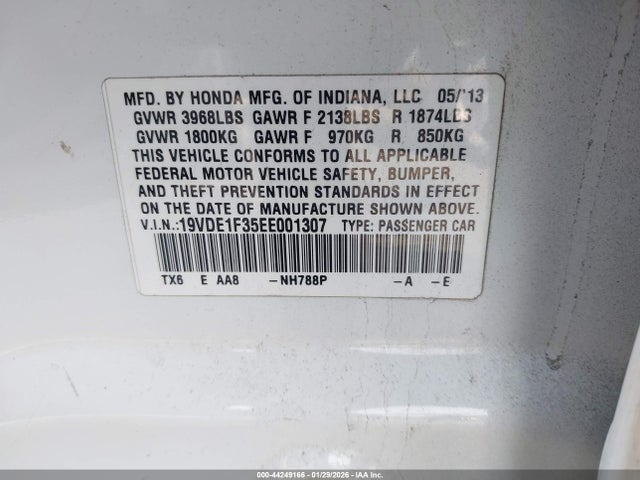 MFD. BY HONDA MFG. OF INDIANA, LLC 05/13
GVWR 3968LBS GAWR F 2138LBS R 1874LBS
GVWR 1800KG GAWR F 970KG R 850KG
THIS VEHICLE CONFORMS TO ALL APPLICABLE
FEDERAL MOTOR VEHICLE SAFETY, BUMPER,
AND THEFT PREVENTION STANDARDS IN EFFECT
ON THE DATE OF MANUFACTURE SHOWN ABOVE.
V.I.N.:19VDE1F35EE001307 TYPE: PASSENGER CAR
TX6 E AA8 -NH788P -A -E
000-44249166 - 01/29/2026 - IAA Inc.